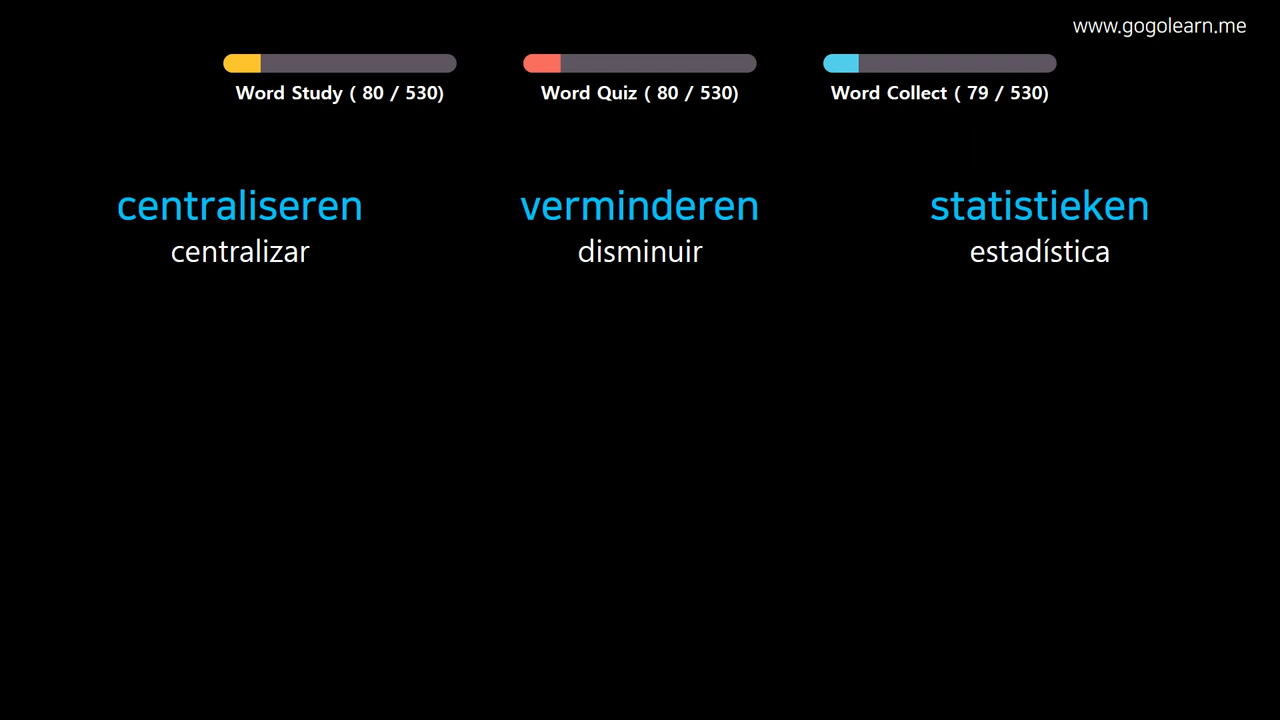 www.gogolearn.me
Word Study ( 80 / 530)
Word Quiz ( 80 / 530)
Word Collect ( 79 / 530)
centraliseren
centralizar
verminderen
disminuir
statistieken
estadística